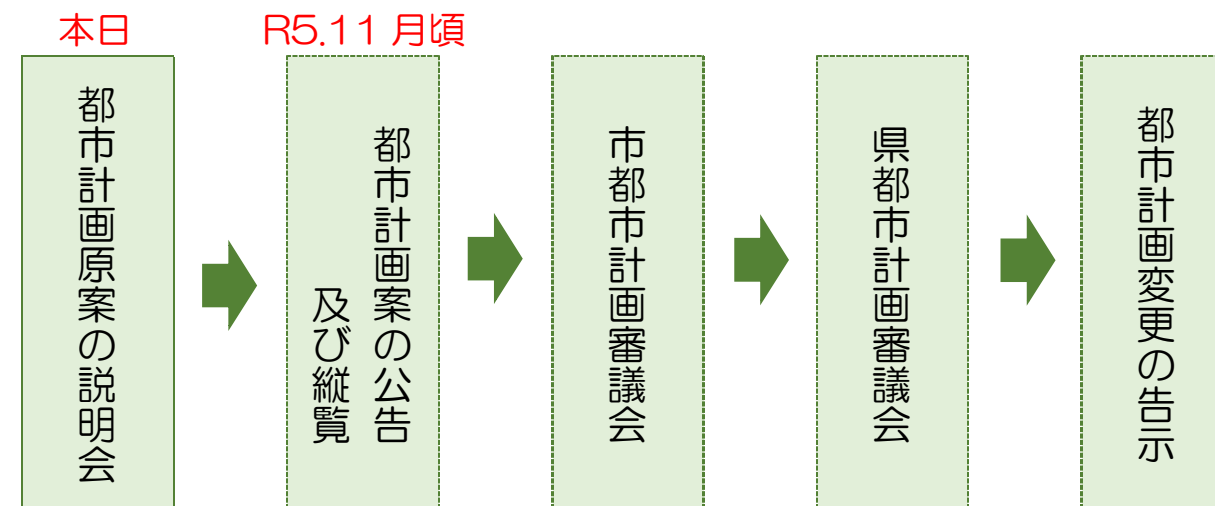 本日
R5.11 月頃
都市計画原案の説明会
都市計画案の公告
及び縦覧
市都市計画審議会
県都市計画審議会
都市計画変更の告示